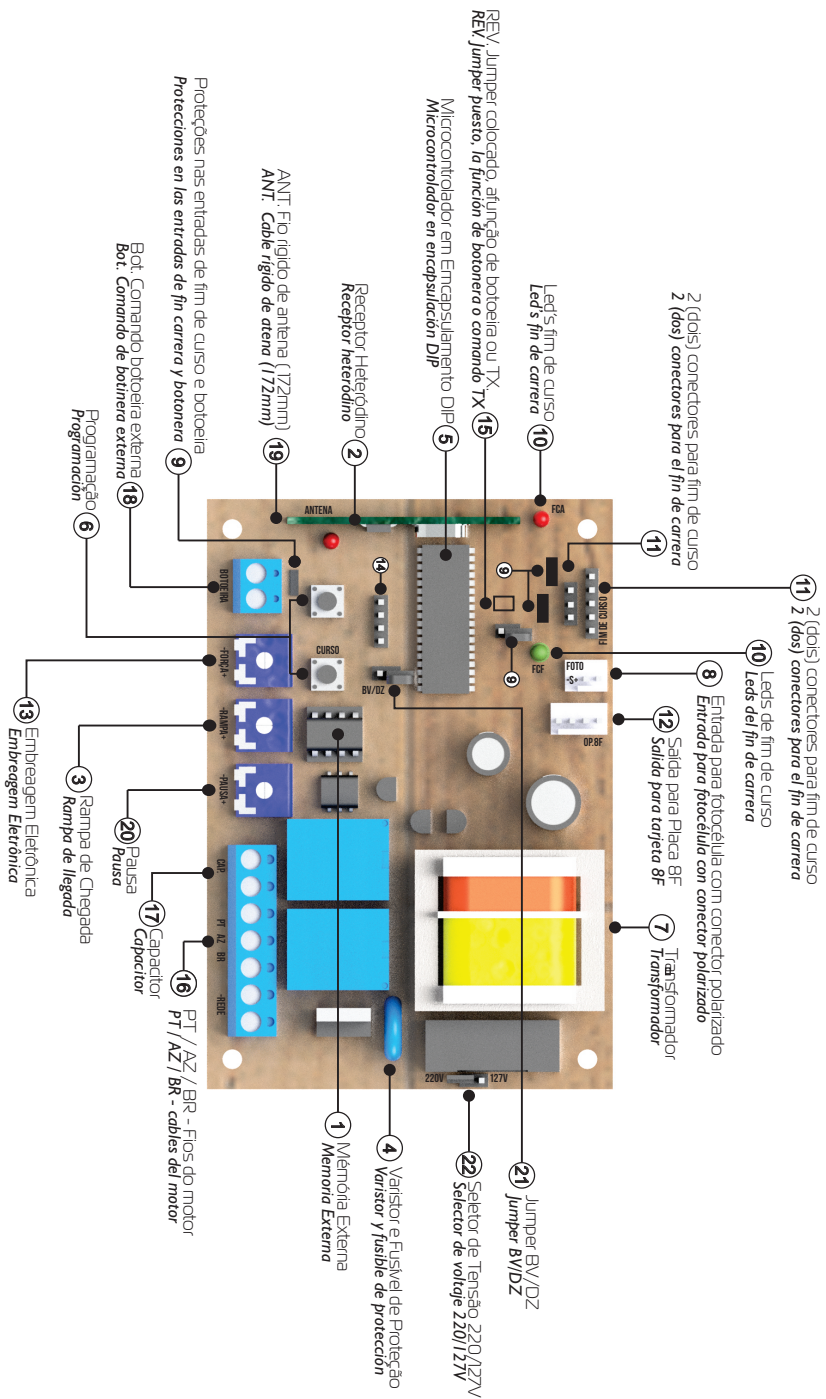 2 (dois) conectores para fim de curso
2 (dos) conectores para el fin de carrera
11
Leds de fim de curso
Leds del fin de carrera
10
Entrada para fotocélula com conector polarizado
Entrada para fotocélula con conector polarizado
8
Saída para Placa 8F
Salida para tarjeta 8F
12
Transformador
Transformador
7
Jumper BV/DZ
Jumper BV/DZ
21
Seletor de Tensão 220/127V
Selector de voltaje 220/127V
22
Varistor e Fusível de Proteção
Varistor y fusible de protección
4
Mémória Externa
Memoria Externa
1
PT / AZ / BR - Fios do motor
PT / AZ / BR - cables del motor
16
Capacitor
Capacitor
17
Pausa
Pausa
20
Rampa de Chegada
Rampa de llegada
3
Embreagem Eletrônica
Embreagem Eletrônica
13
Programação
Programación
6
Bot. Comando botoeira externa
Bot. Comando de botinera externa
18
Proteções nas entradas de fim de curso e botoeira
Protecciones en las entradas de fin carrera y botonera
9
ANT. Fio rigido de antena (172mm)
ANT. Cable rígido de atena (172mm)
19
Receptor Heteródino
Receptor heteródino
2
Microcontrolador em Emcapsulamento DIP
Microcontrolador en encapsulación DIP
5
REV. Jumper colocado, afunção de botoeira ou TX.
REV. Jumper puesto, la función de botonera o comando TX
15
Led's fim de curso
Led's fin de carrera
10
2 (dois) conectores para fim de curso
2 (dos) conectores para el fin de carrera
11
ANTENA
FCA
FIM DE CURSO
FCF
FOTO
-S+
OP.8F
9
9
14
BV/DZ
CURSO
BOTOEIRA
-FORÇA+
-RAMPA+
-PAUSA+
CAP.
PT AZ BR
~REDE
220V
127V